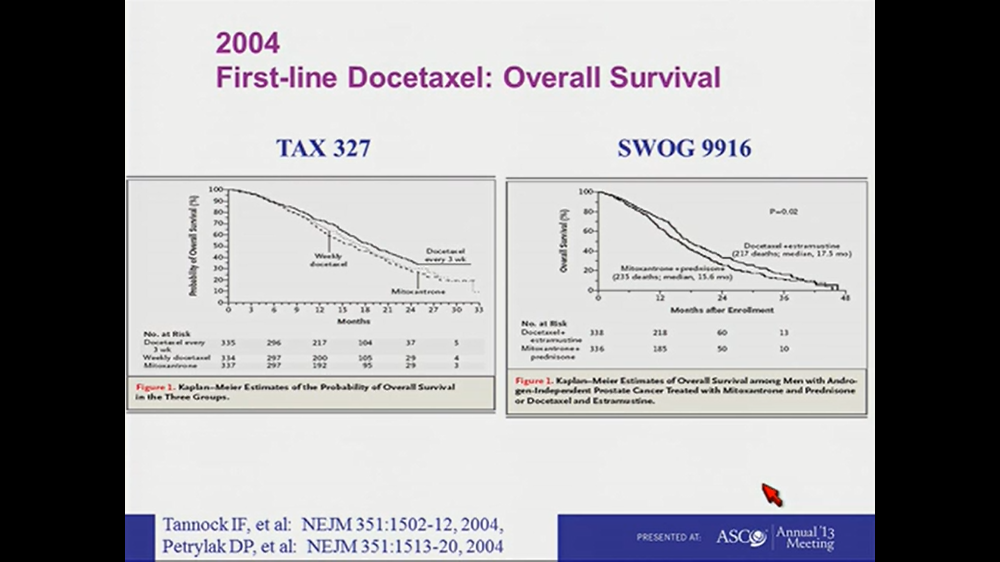 2004
First-line Docetaxel: Overall Survival
TAX 327
SWOG 9916
Probability of Overall Survival (%)
100
90
80
70
60
50
40
30
20
10
0
Weekly
docetaxel
Docetaxel
every 3 wk
Mitoxantrone
0 3 6 9 12 15 18 21 24 27 30 33
Months
No. at Risk
Docetaxel every 335 296 217 104 37 5
3 wk
Weekly docetaxel 334 297 200 105 29 4
Mitoxantrone 337 297 192 95 29 3
Figure 1. Kaplan–Meier Estimates of the Probability of Overall Survival
in the Three Groups.
Overall Survival (%)
100
80
60
40
20
0
P=0.02
Docetaxel+estramustine
(217 deaths; median, 17.5 mo)
Mitoxantrone+prednisone
(235 deaths; median, 15.6 mo)
0 12 24 36 48
Months after Enrollment
No. at Risk
Docetaxel+ 338 218 60 13
estramustine
Mitoxantrone+ 336 185 50 10
prednisone
Figure 1. Kaplan–Meier Estimates of Overall Survival among Men with Andro-
gen-Independent Prostate Cancer Treated with Mitoxantrone and Prednisone
or Docetaxel and Estramustine.
Tannock IF, et al: NEJM 351:1502-12, 2004,
Petrylak DP, et al: NEJM 351:1513-20, 2004
PRESENTED AT:
ASCO
Annual '13
Meeting